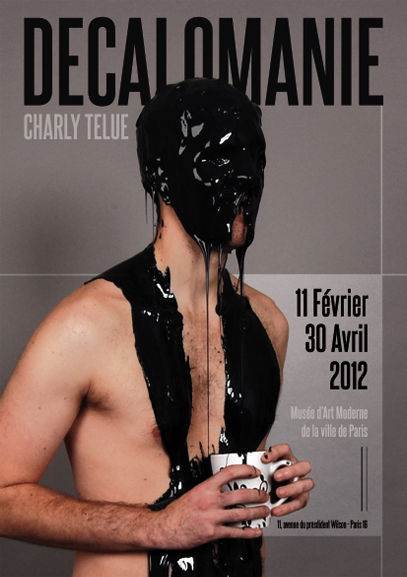 DECALOMANIE
CHARLY TELUE
11 Février
30 Avril
2012
Musée d'Art Moderne
de la ville de Paris
11, avenue du président Wilson - Paris 16